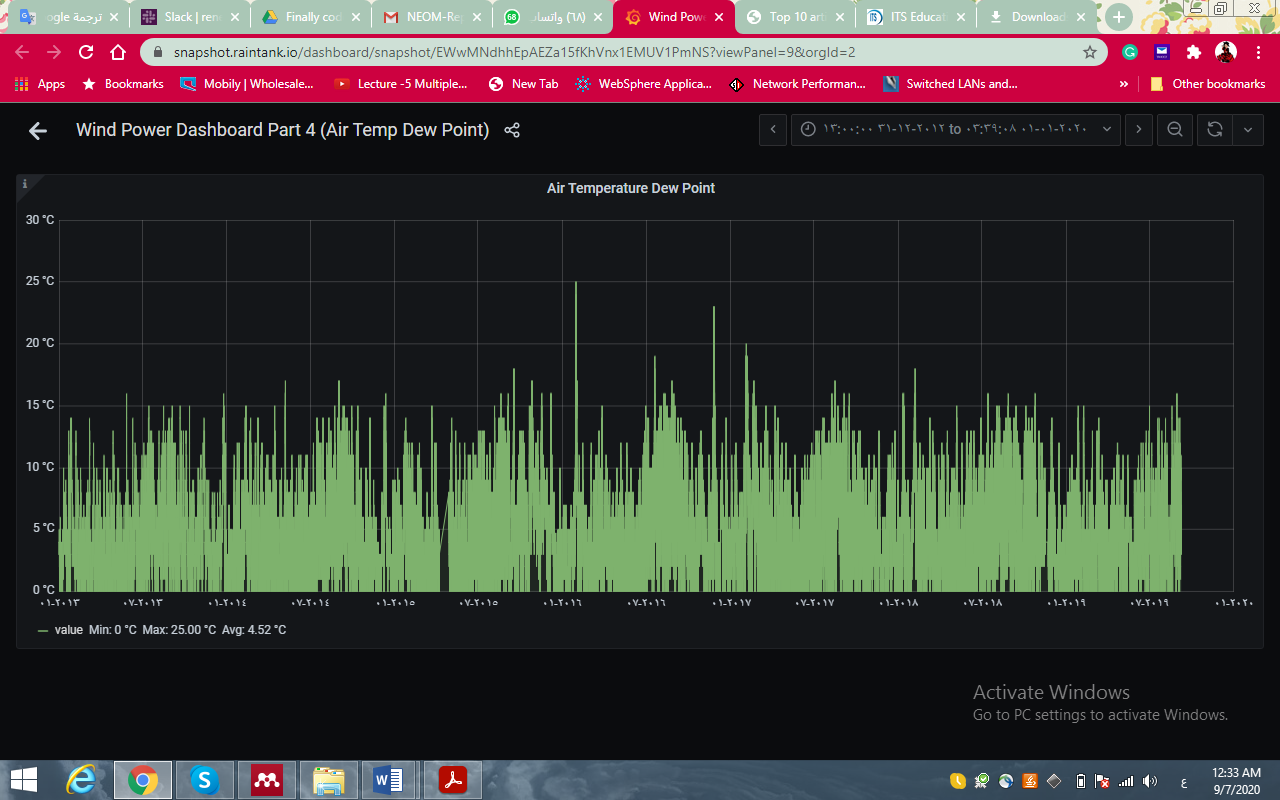 ogle ترجمة
Slack | ren
Finally cod
NEOM-Re
(٦٨) واتساب
Wind Pow
Top 10 arti
ITS Educati
Download
snapshot.raintank.io/dashboard/snapshot/EWwMNdhhEpAEZa15fKhVnx1EMUV1PmNS?viewPanel=9&orgId=2
Apps
Bookmarks
Mobily | Wholesale...
Lecture -5 Multiple...
New Tab
WebSphere Applica...
Network Performan...
Switched LANs and...
»
Other bookmarks
Wind Power Dashboard Part 4 (Air Temp Dew Point)
١٣:٠٠:٠٠ ٣١-١٢-٢٠١٢ to ٠٣:٣٩:٠٨ ٠١-٠١-٢٠٢٠
Air Temperature Dew Point
30 °C
25 °C
20 °C
15 °C
10 °C
5 °C
0 °C
٠١-٢٠١٣ ٠٧-٢٠١٣ ٠١-٢٠١٤ ٠٧-٢٠١٤ ٠١-٢٠١٥ ٠٧-٢٠١٥ ٠١-٢٠١٦ ٠٧-٢٠١٦ ٠١-٢٠١٧ ٠٧-٢٠١٧ ٠١-٢٠١٨ ٠٧-٢٠١٨ ٠١-٢٠١٩ ٠٧-٢٠١٩ ٠١-٢٠٢٠
value Min: 0 °C Max: 25.00 °C Avg: 4.52 °C
Activate Windows
Go to PC settings to activate Windows.
ع
12:33 AM
9/7/2020